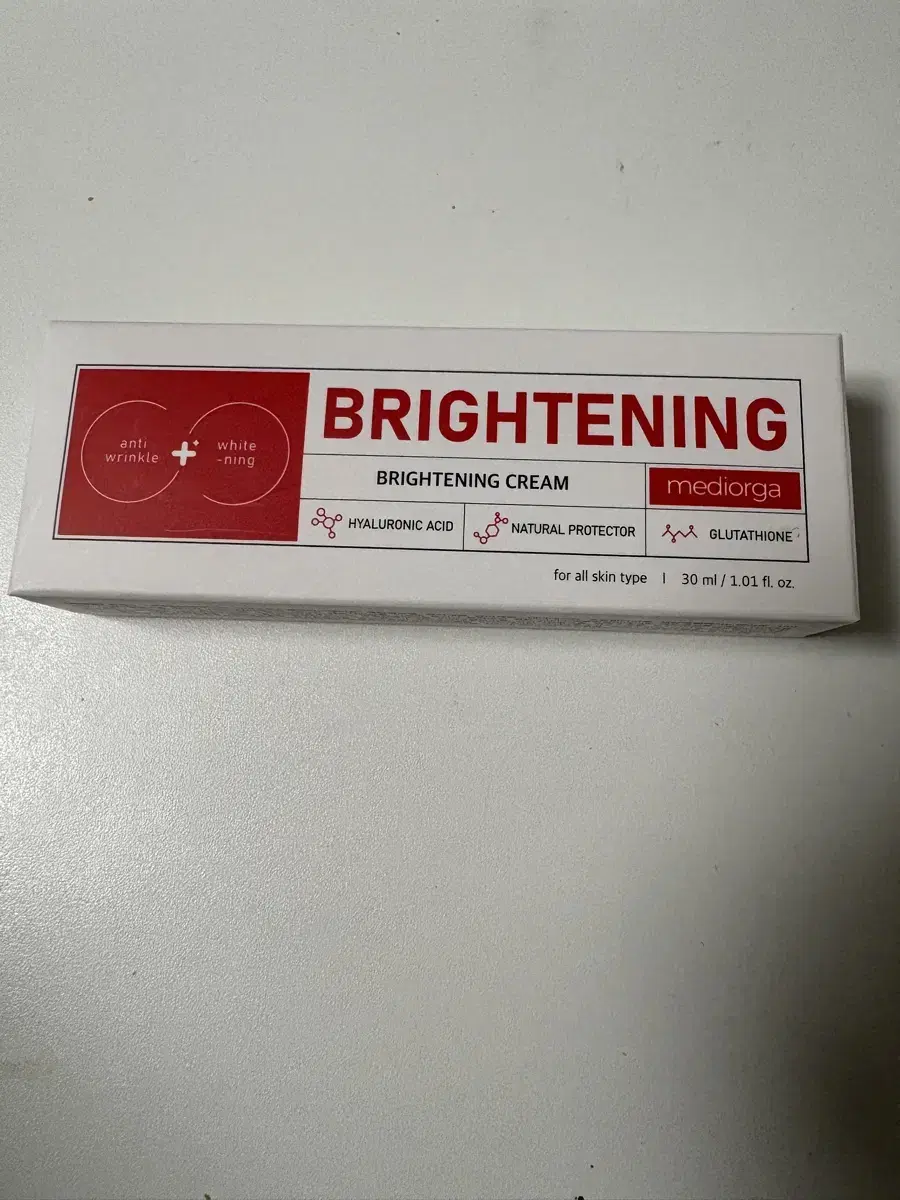 anti
wrinkle
white
-ning
BRIGHTENING
BRIGHTENING CREAM
mediorga
HYALURONIC ACID
NATURAL PROTECTOR
GLUTATHIONE
for all skin type | 30 ml / 1.01 fl. oz.